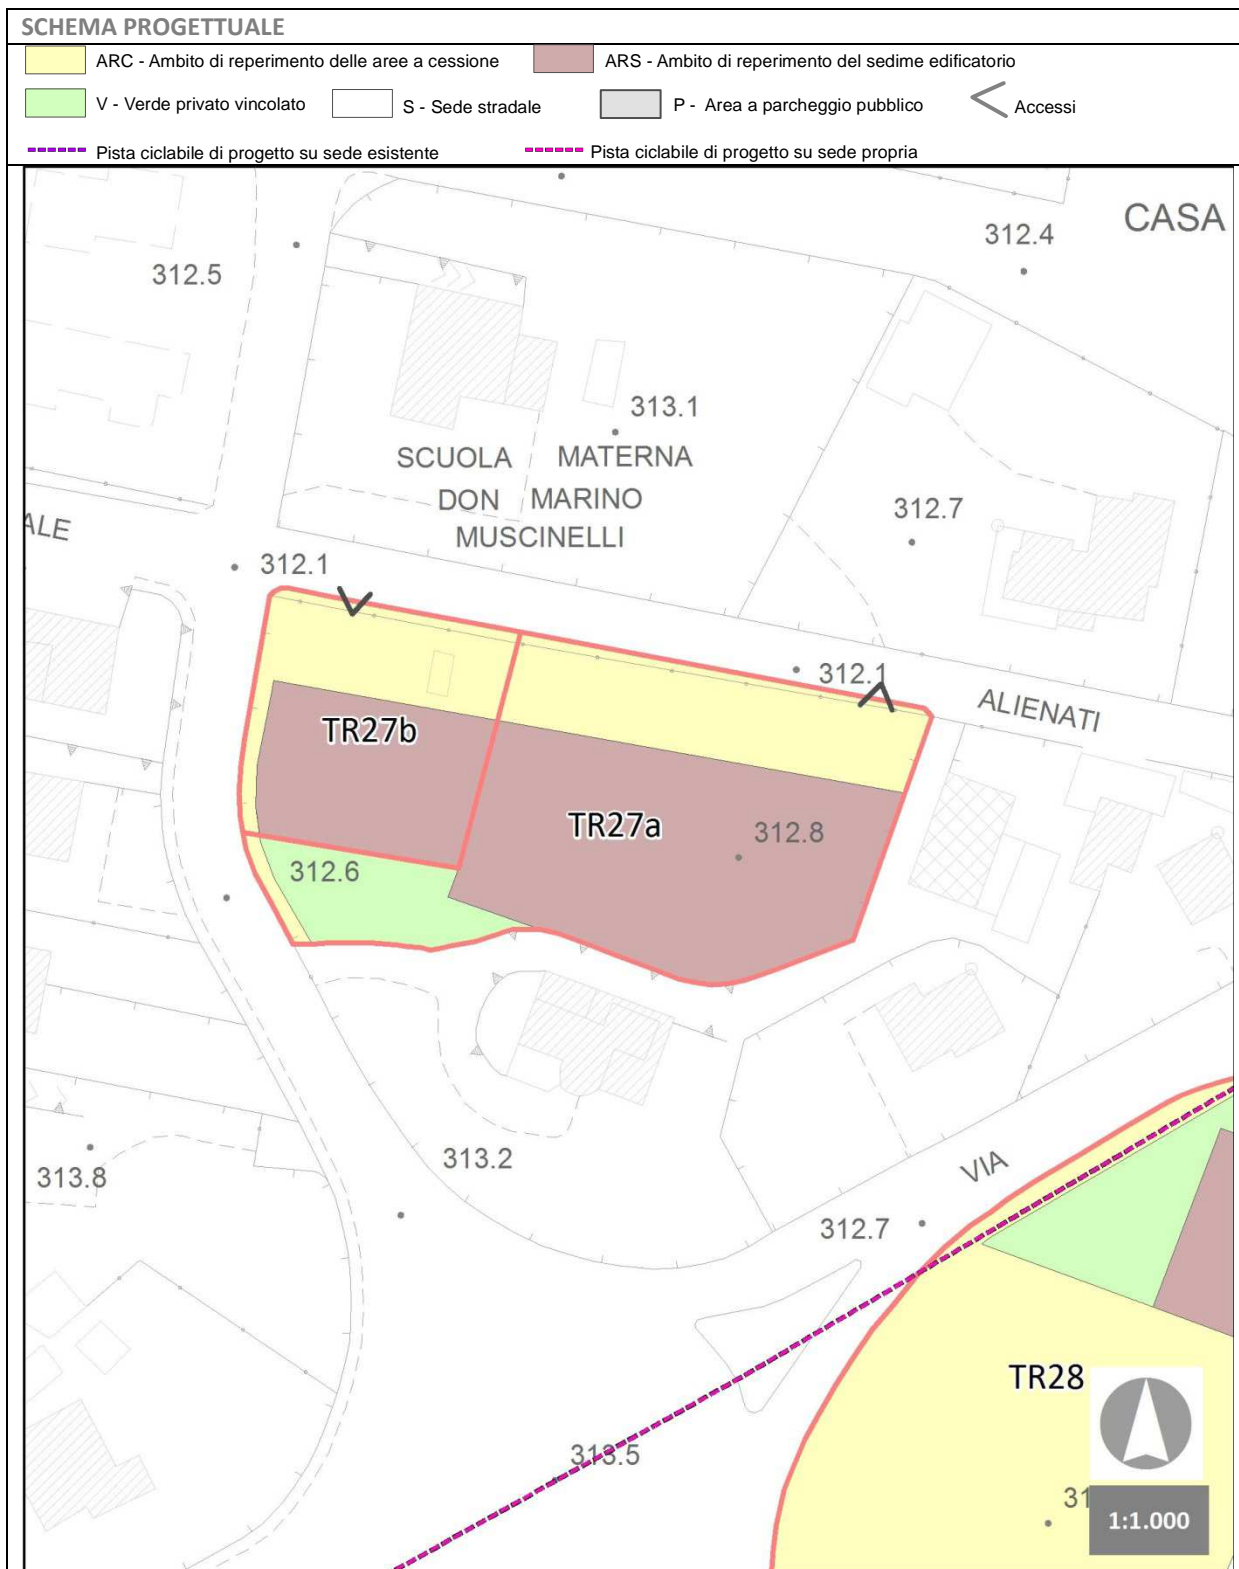 SCHEMA PROGETTUALE
ARC - Ambito di reperimento delle aree a cessione
ARS - Ambito di reperimento del sedime edificatorio
V - Verde privato vincolato
S - Sede stradale
P - Area a parcheggio pubblico
Accessi
Pista ciclabile di progetto su sede esistente
Pista ciclabile di progetto su sede propria
CASA
312.4
312.5
313.1
SCUOLA MATERNA
DON MARINO
MUSCINELLI
312.7
ALE
312.1
312.1
ALIENATI
TR27b
TR27a
312.8
312.6
313.2
VIA
313.8
312.7
TR28
313.5
31
1:1.000